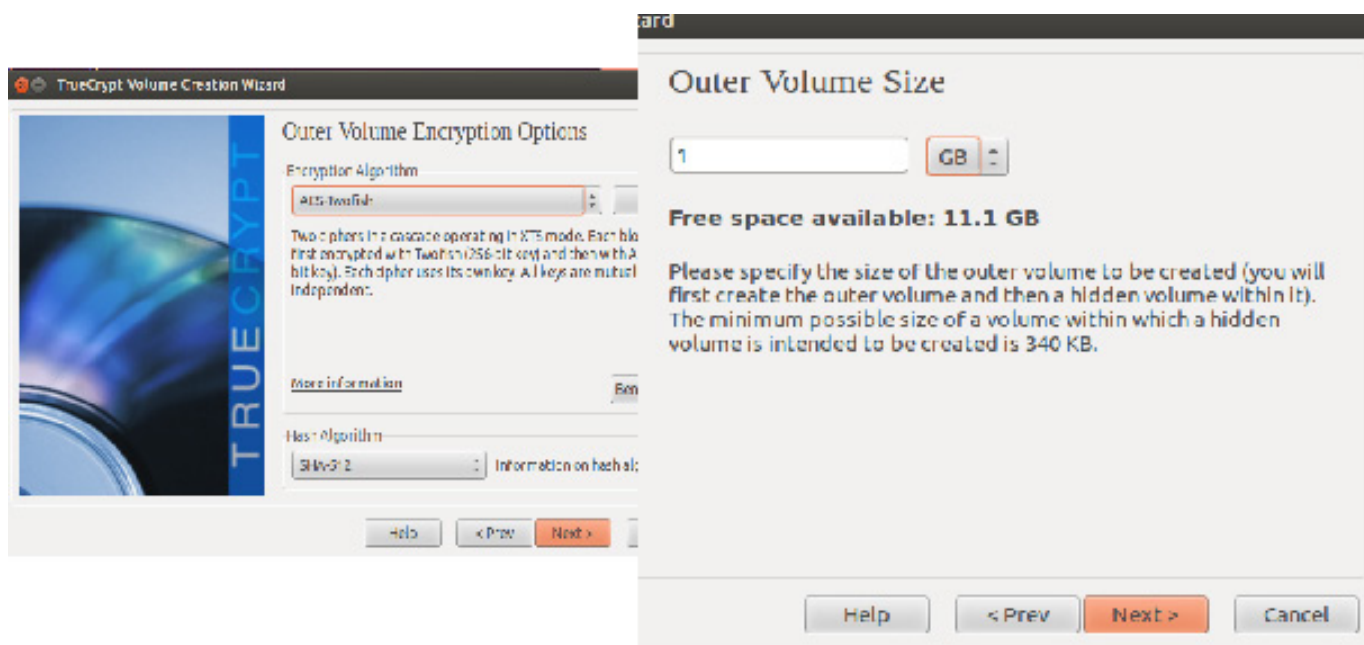 TrueCrypt Volume Creation Wizard
TRUECRYPT
Outer Volume Encryption Options
Encryption Algorithm
AES-Twofish
Two ciphers in a cascade operating in XTS mode. Each blo
first encrypted with Twofish (256-bit key) and then with A
bit key). Each cipher uses its own key. All keys are mutual
independent.
More information
Ben
Hash Algorithm
SHA-512
Information on hash alg
Help
< Prev
Next >
ard
Outer Volume Size
1
GB
Free space available: 11.1 GB
Please specify the size of the outer volume to be created (you will
first create the outer volume and then a hidden volume within it).
The minimum possible size of a volume within which a hidden
volume is intended to be created is 340 KB.
Help
< Prev
Next >
Cancel